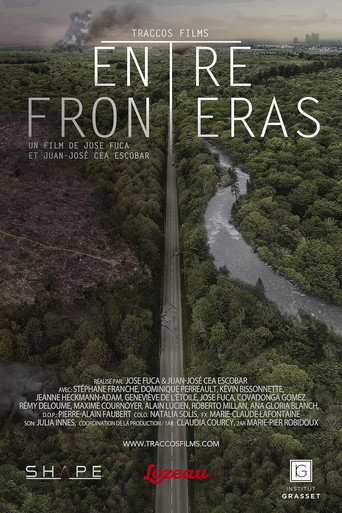 TRACCOS FILMS
ENTRE
FRONTERAS
UN FILM DE JOSE FUCA
ET JUAN-JOSÉ CEA ESCOBAR
RÉALISÉ PAR: JOSE FUCA & JUAN-JOSÉ CEA ESCOBAR
AVEC: STÉPHANE FRANCHE, DOMINIQUE PERREAULT, KEVIN BISSONNETTE,
JEANNE HECKMANN-ADAM, GENEVIÈVE DE L'ÉTOILE, JOSE FUCA, COVADONGA GOMEZ
RÉMY DELOUME, MAXIME COURNOYER, ALAIN LUCIEN, ROBERTO MILLAN, ANA GLORIA BLANCH,
D.O.P.: PIERRE-ALAIN FAUBERT COLO: NATALIA SOLIS, FX: MARIE-CLAUDE LAFONTAINE
SON: JULIA INNES, COORDINATION DE LA PRODUCTION / 1AR: CLAUDIA COURCY, 2AR MARIE-PIER ROBIDOUX
WWW.TRACCOSFILMS.COM
SHAPE
Lozeau
IG
INSTITUT
GRASSET